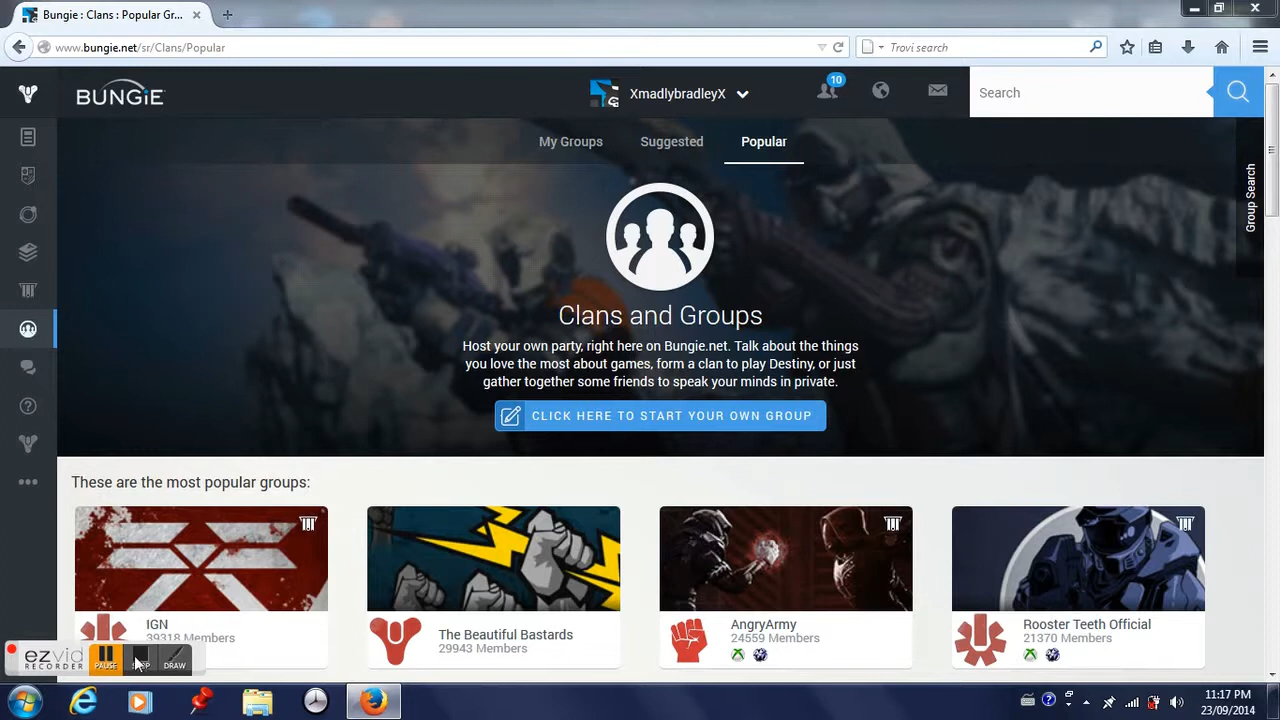 Bungie : Clans : Popular Gr...
www.bungie.net/sr/Clans/Popular
Trovi search
BUNGiE
XmadlybradleyX
10
Search
My Groups
Suggested
Popular
Group Search
Clans and Groups
Host your own party, right here on Bungie.net. Talk about the things
you love the most about games, form a clan to play Destiny, or just
gather together some friends to speak your minds in private.
CLICK HERE TO START YOUR OWN GROUP
These are the most popular groups:
IGN
39318 Members
The Beautiful Bastards
29943 Members
AngryArmy
24559 Members
Rooster Teeth Official
21370 Members
ezvid
RECORDER
PAUSE
DRAW
11:17 PM
23/09/2014